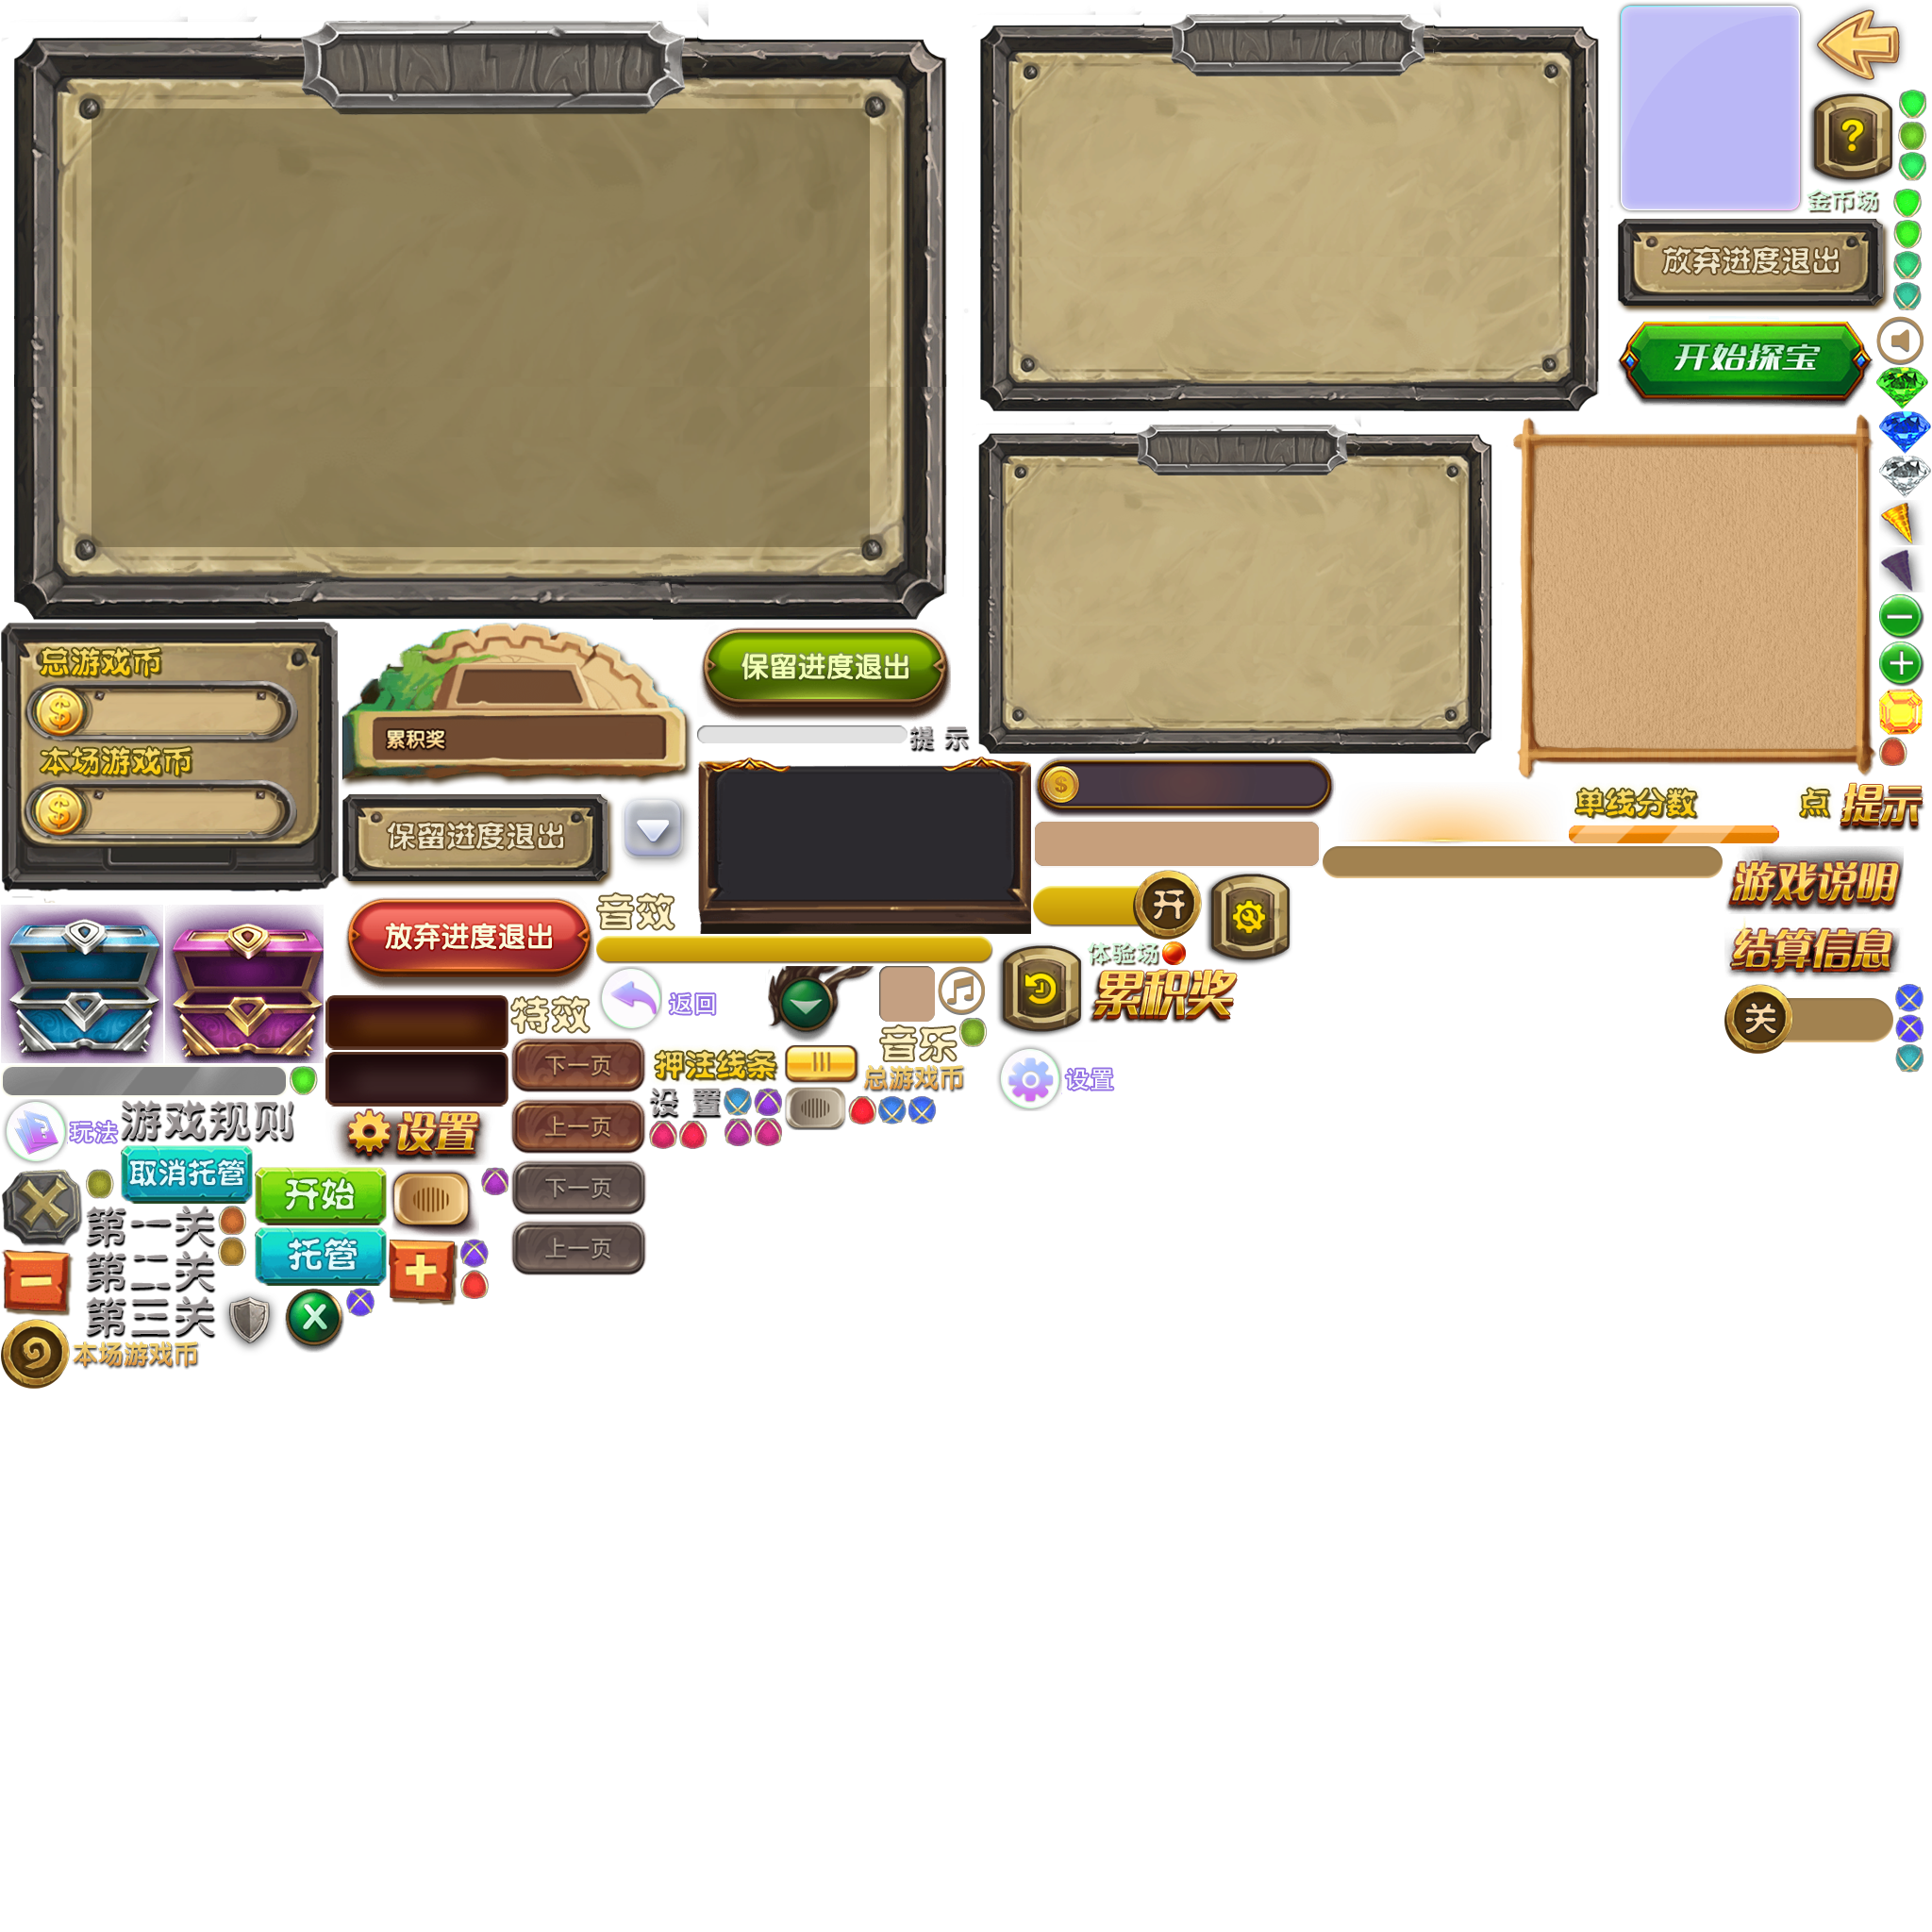 金币场
放弃进度退出
开始探宝
总游戏币
本场游戏币
累积奖
保留进度退出
提 示
保留进度退出
单线分数
点
提示
游戏说明
结算信息
关
放弃进度退出
音效
开
体验场
累积奖
特效
返回
音乐
下一页
押注线条
总游戏币
设置
设 置
玩法
游戏规则
设置
上一页
取消托管
开始
下一页
第一关
托管
上一页
第二关
第三关
本场游戏币